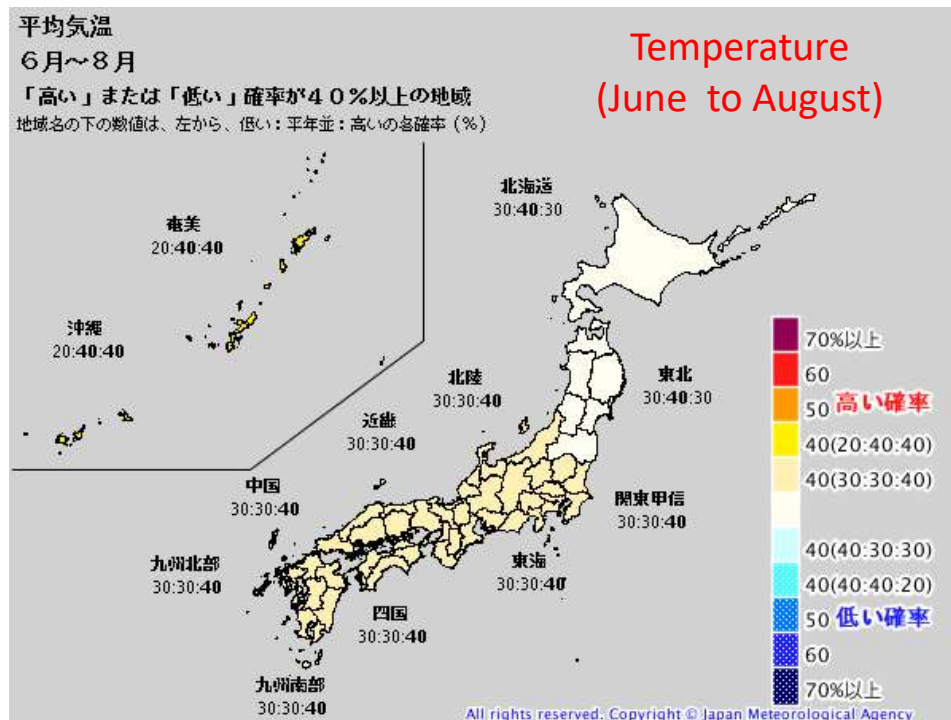 平均気温
6月～8月
「高い」または「低い」確率が40%以上の地域
地域名の下の数値は、左から、低い：平年並：高いの各確率（%）
Temperature
(June to August)
北海道
30:40:30
奄美
20:40:40
沖縄
20:40:40
東北
30:40:30
北陸
30:30:40
近畿
30:30:40
中国
30:30:40
関東甲信
30:30:40
九州北部
30:30:40
東海
30:30:40
四国
30:30:40
九州南部
30:30:40
70%以上
60
50 高い確率
40(20:40:40)
40(30:30:40)
40(40:30:30)
40(40:40:20)
50 低い確率
60
70%以上
All rights reserved. Copyright © Japan Meteorological Agency